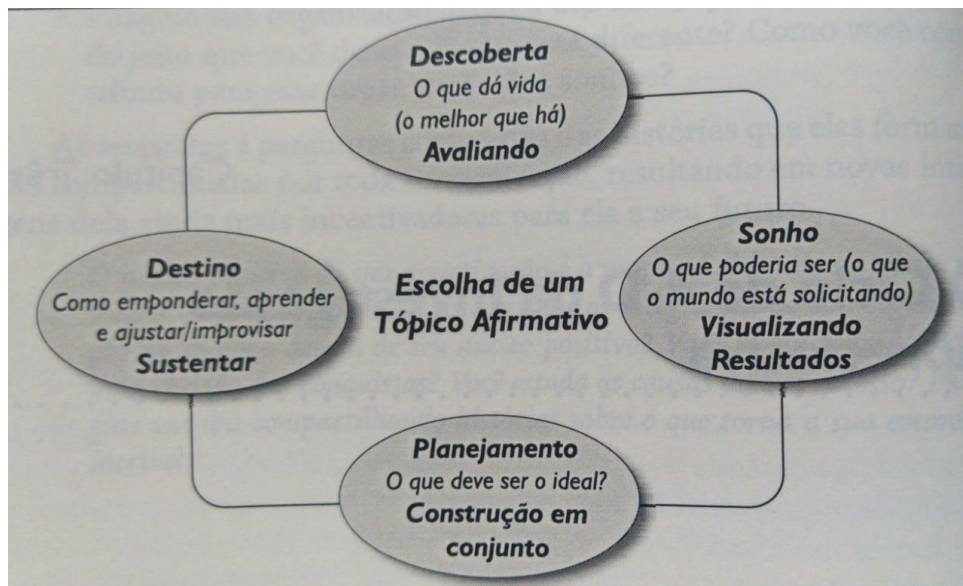 Descoberta
O que dá vida
(o melhor que há)
Avaliando
Sonho
O que poderia ser (o que
o mundo está solicitando)
Visualizando
Resultados
Planejamento
O que deve ser o ideal?
Construção em
conjunto
Destino
Como emponderar, aprender
e ajustar/improvisar
Sustentar
Escolha de um
Tópico Afirmativo